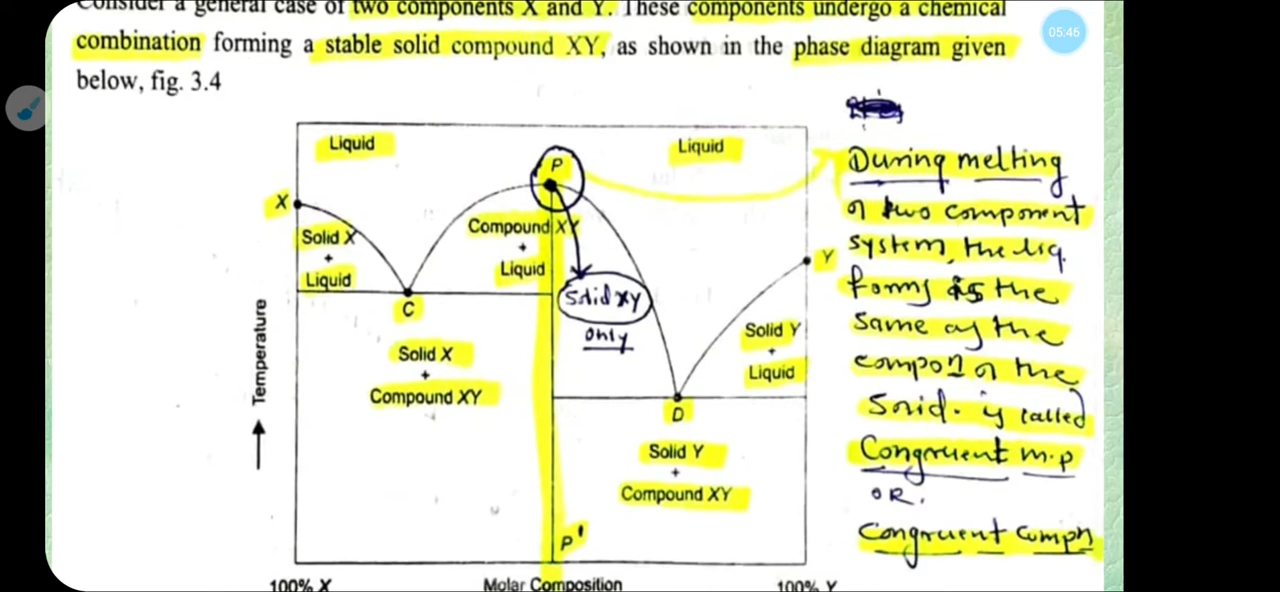 Consider a general case of two components X and Y. These components undergo a chemical
combination forming a stable solid compound XY, as shown in the phase diagram given
below, fig. 3.4
05:46
Liquid
Liquid
P
X
Y
Solid X
+
Liquid
Compound XY
+
Liquid
Solid XY
only
C
Solid Y
+
Liquid
Solid X
+
Compound XY
D
Solid Y
+
Compound XY
P'
Temperature
100% X
Molar Composition
100% Y
During melting
of two component
system, the liq.
forms is the
same as the
compon of the
Solid. is called
Congruent m.p
OR.
Congruent compn